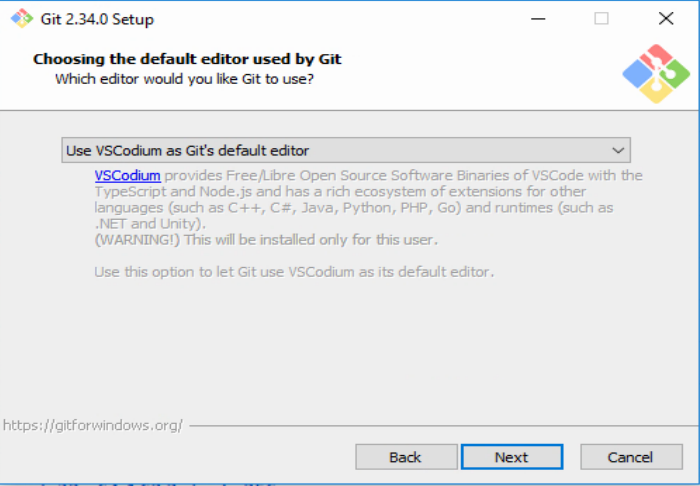 Git 2.34.0 Setup
Choosing the default editor used by Git
Which editor would you like Git to use?
Use VSCodium as Git's default editor
VSCodium provides Free/Libre Open Source Software Binaries of VSCode with the
TypeScript and Node.js and has a rich ecosystem of extensions for other
languages (such as C++, C#, Java, Python, PHP, Go) and runtimes (such as
.NET and Unity).
(WARNING!) This will be installed only for this user.
Use this option to let Git use VSCodium as its default editor.
https://gitforwindows.org/
Back
Next
Cancel